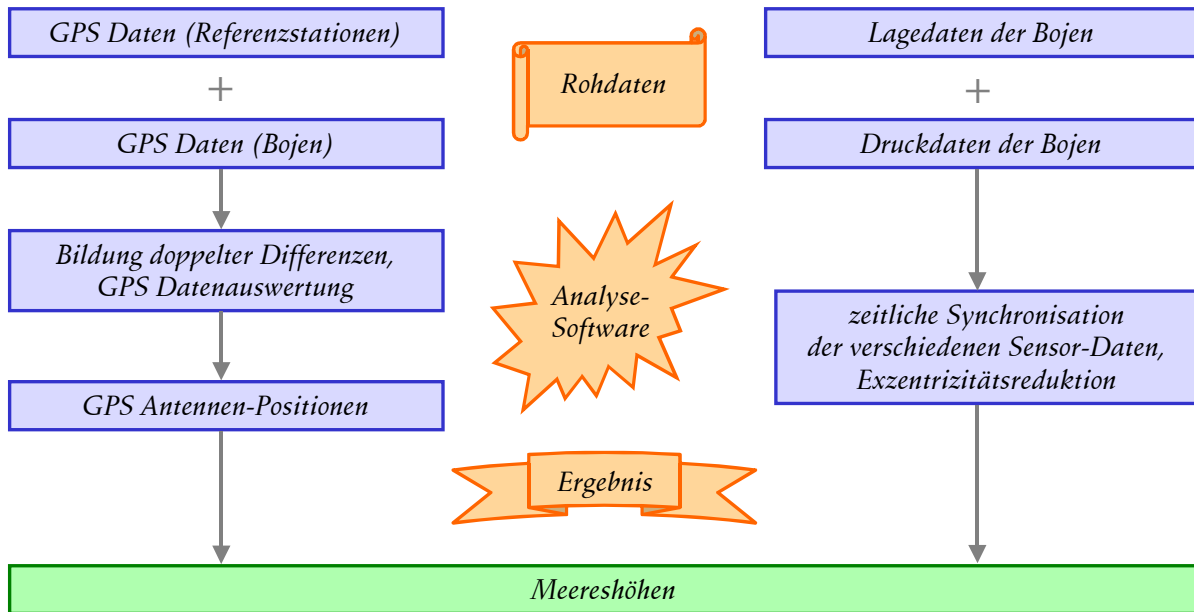 GPS Daten (Referenzstationen)
+
GPS Daten (Bojen)
Bildung doppelter Differenzen,
GPS Datenauswertung
GPS Antennen-Positionen
Rohdaten
Analyse-
Software
Ergebnis
Lagedaten der Bojen
+
Druckdaten der Bojen
zeitliche Synchronisation
der verschiedenen Sensor-Daten,
Exzentrizitätsreduktion
Meereshöhen